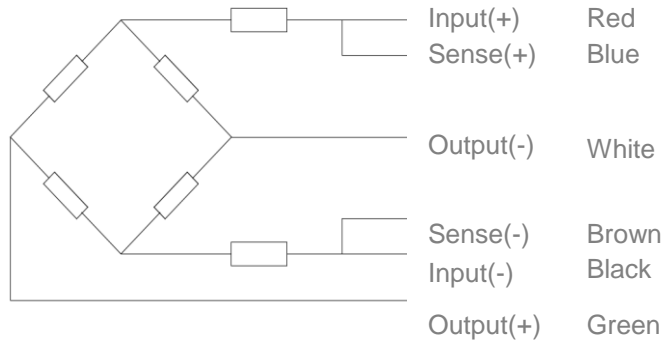 Input(+) Red
Sense(+) Blue
Output(-) White
Sense(-) Brown
Input(-) Black
Output(+) Green